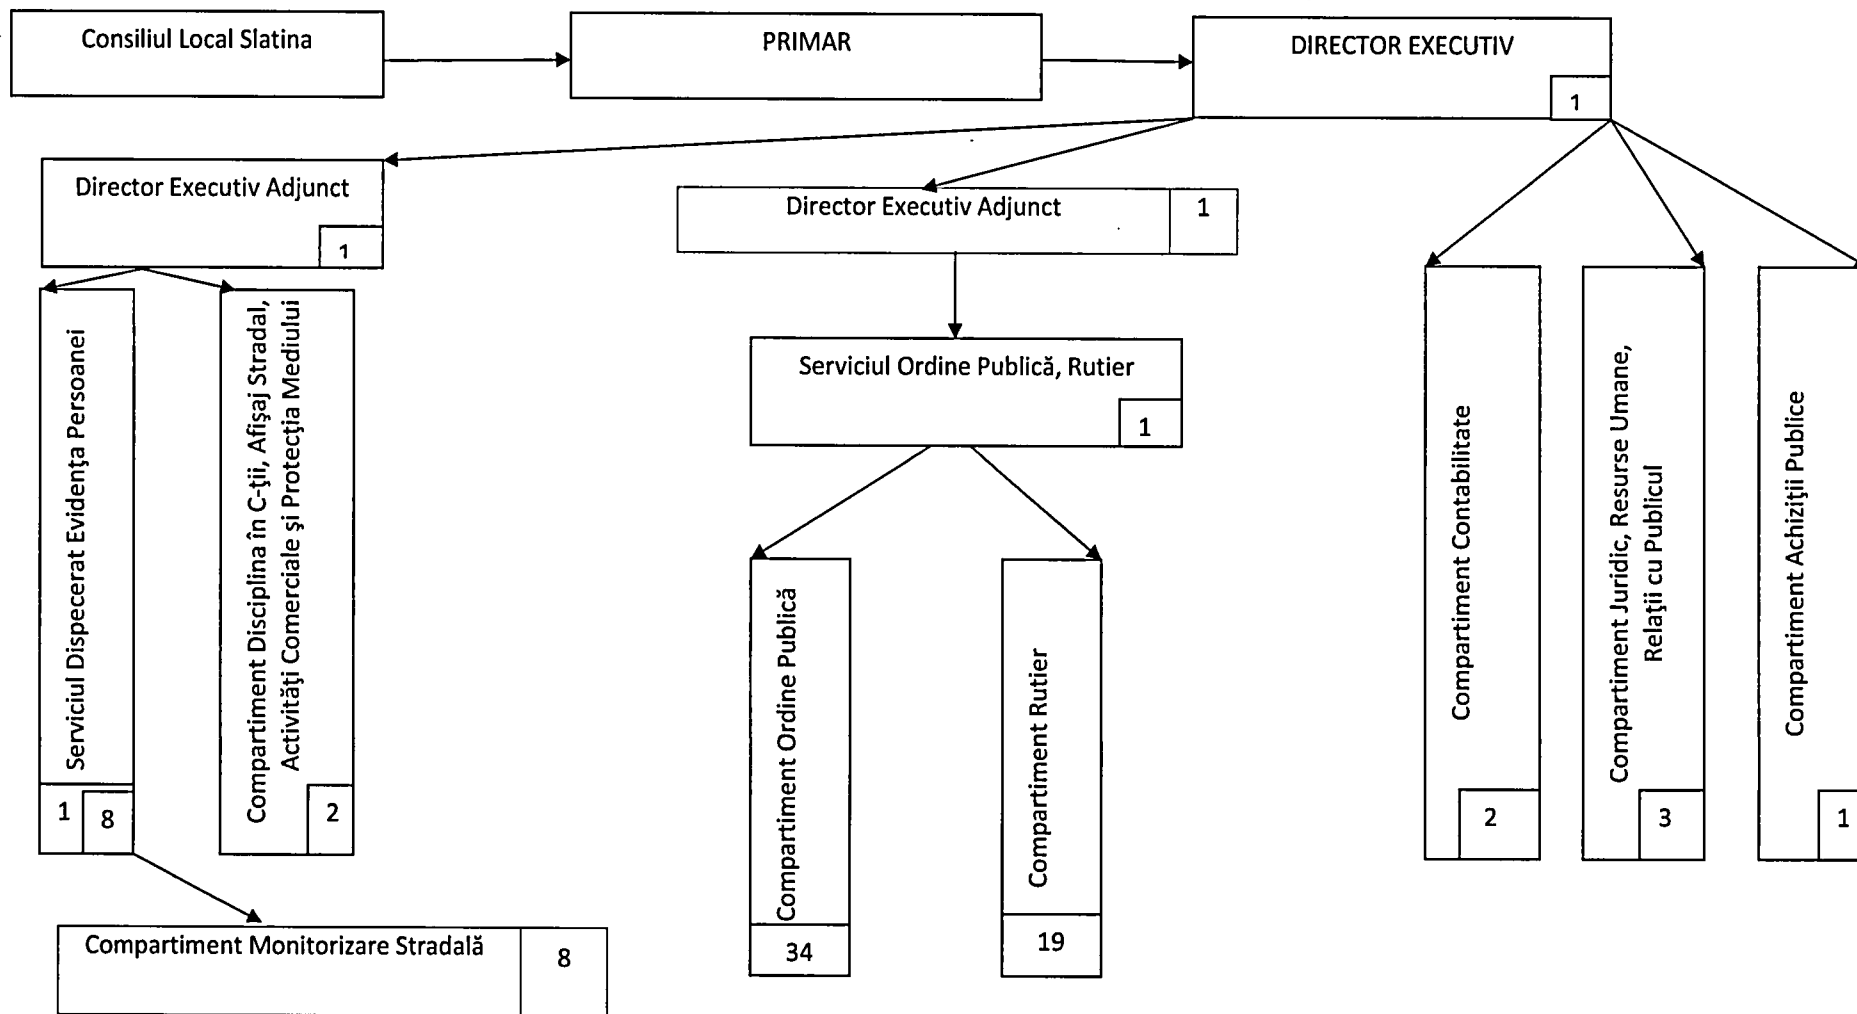 Consiliul Local Slatina
PRIMAR
DIRECTOR EXECUTIV
1
Director Executiv Adjunct
1
Director Executiv Adjunct
1
Serviciul Dispecerat Evidenţa Persoanei
1
8
Compartiment Disciplina în C-ţii, Afişaj Stradal,
Activităţi Comerciale şi Protecţia Mediului
2
Compartiment Monitorizare Stradală
8
Serviciul Ordine Publică, Rutier
1
Compartiment Ordine Publică
34
Compartiment Rutier
19
Compartiment Contabilitate
2
Compartiment Juridic, Resurse Umane,
Relaţii cu Publicul
3
Compartiment Achiziţii Publice
1